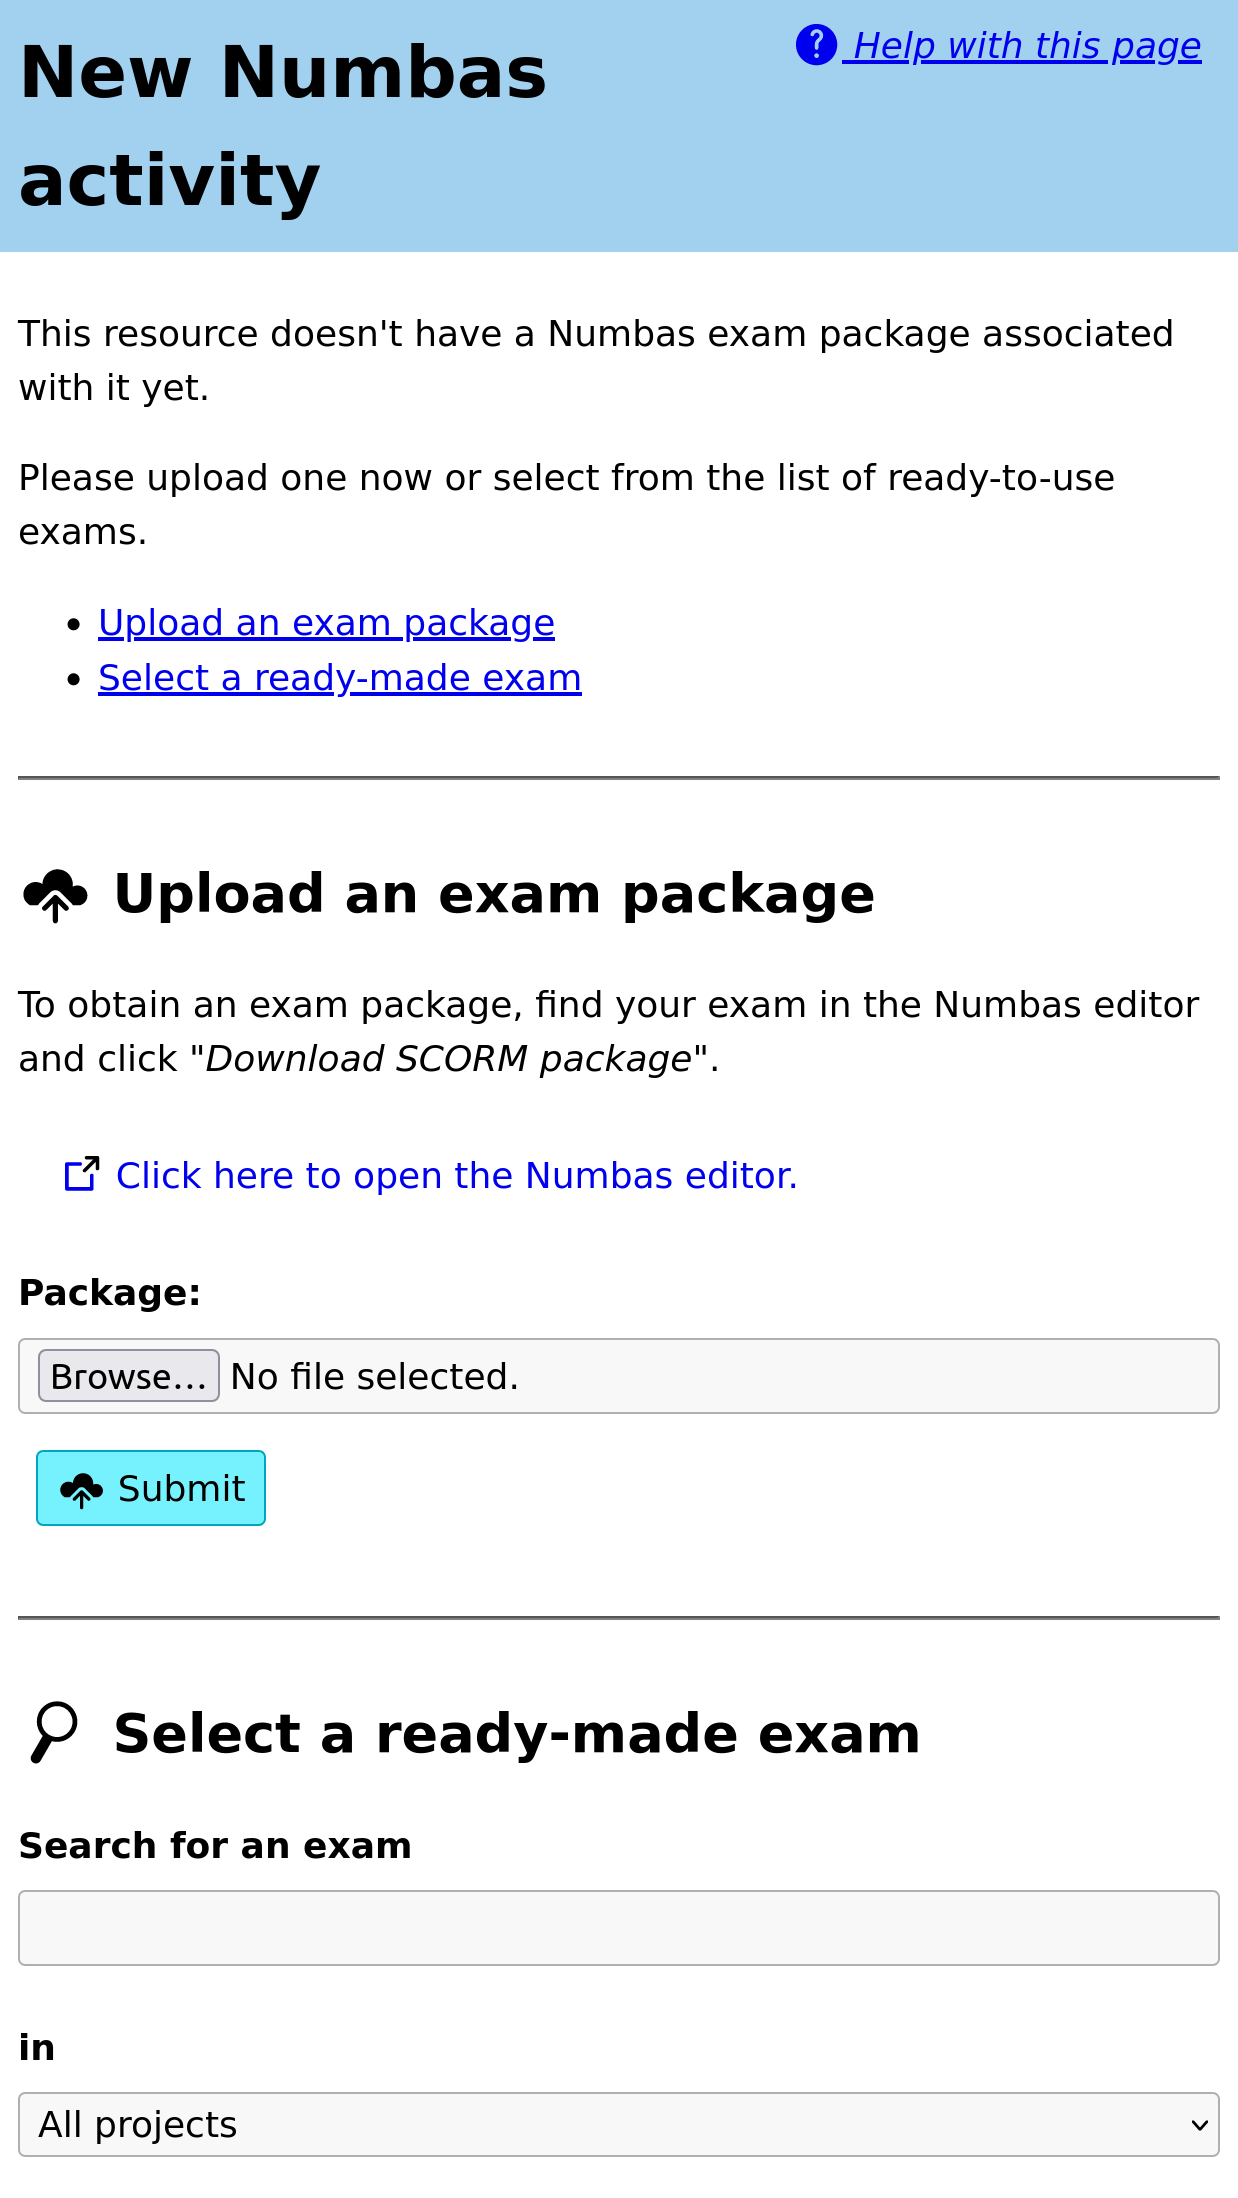 New Numbas
activity
Help with this page
This resource doesn't have a Numbas exam package associated
with it yet.
Please upload one now or select from the list of ready-to-use
exams.
Upload an exam package
Select a ready-made exam
Upload an exam package
To obtain an exam package, find your exam in the Numbas editor
and click "Download SCORM package".
Click here to open the Numbas editor.
Package:
Browse... No file selected.
Submit
Select a ready-made exam
Search for an exam
in
All projects